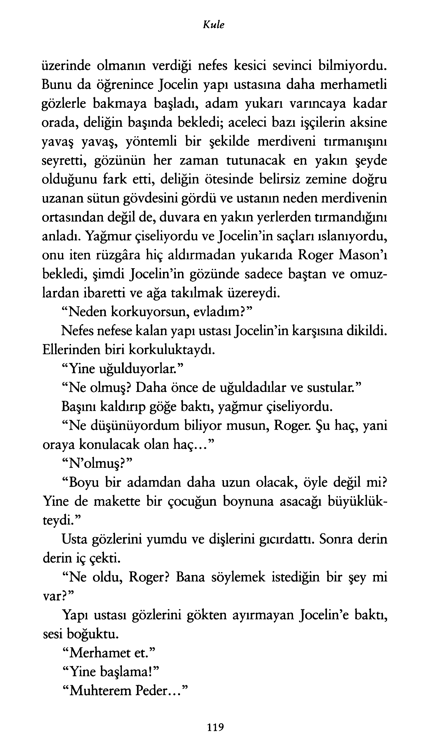 Kule
üzerinde olmanın verdiği nefes kesici sevinci bilmiyordu.
Bunu da öğrenince Jocelin yapı ustasına daha merhametli
gözlerle bakmaya başladı, adam yukarı varıncaya kadar
orada, deliğin başında bekledi; aceleci bazı işçilerin aksine
yavaş yavaş, yöntemli bir şekilde merdiveni tırmanışını
seyretti, gözünün her zaman tutunacak en yakın şeyde
olduğunu fark etti, deliğin ötesinde belirsiz zemine doğru
uzanan sütun gövdesini gördü ve ustanın neden merdivenin
ortasından değil de, duvara en yakın yerlerden tırmandığını
anladı. Yağmur çiseliyordu ve Jocelin’in saçları ıslanıyordu,
onu iten rüzgâra hiç aldırmadan yukarıda Roger Mason’ı
bekledi, şimdi Jocelin’in gözünde sadece baştan ve omuz-
lardan ibaretti ve ağa takılmak üzereydi.
“Neden korkuyorsun, evladım?”
Nefes nefese kalan yapı ustası Jocelin’in karşısına dikildi.
Ellerinden biri korkuluktaydı.
“Yine uğulduyorlar.”
“Ne olmuş? Daha önce de uğuldadılar ve sustular.”
Başını kaldırıp göğe baktı, yağmur çiseliyordu.
“Ne düşünüyordum biliyor musun, Roger. Şu haç, yani
oraya konulacak olan haç...”
“N’olmuş?”
“Boyu bir adamdan daha uzun olacak, öyle değil mi?
Yine de makette bir çocuğun boynuna asacağı büyüklük-
teydi.”
Usta gözlerini yumdu ve dişlerini gıcırdattı. Sonra derin
derin iç çekti.
“Ne oldu, Roger? Bana söylemek istediğin bir şey mi
var?”
Yapı ustası gözlerini gökten ayırmayan Jocelin’e baktı,
sesi boğuktu.
“Merhamet et.”
“Yine başlama!”
“Muhterem Peder...”
119